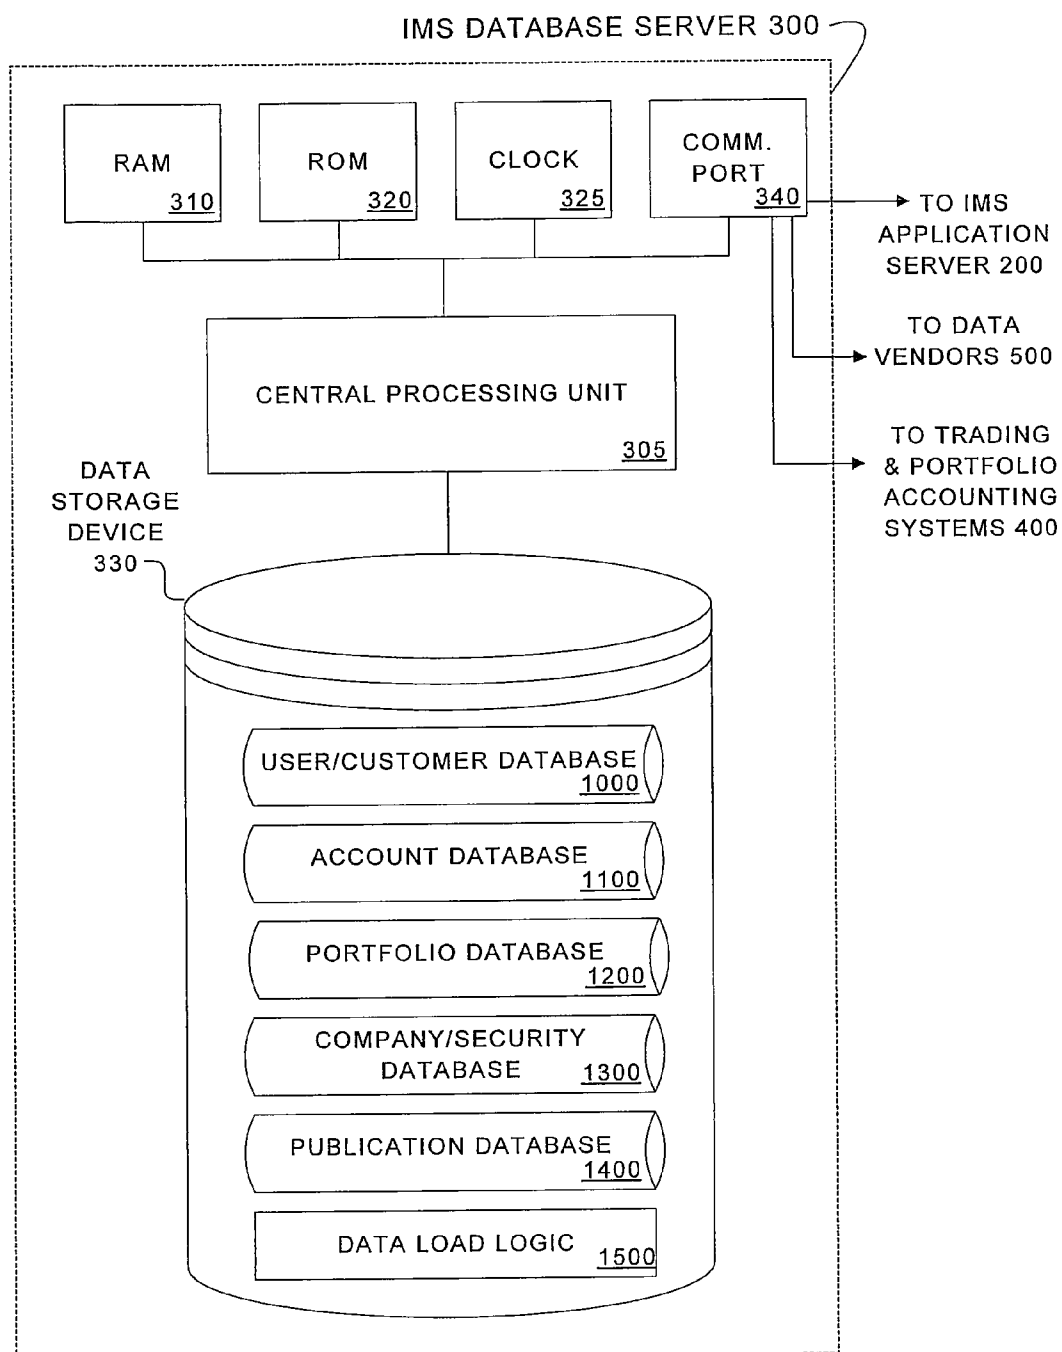 IMS DATABASE SERVER 300
RAM
310
ROM
320
CLOCK
325
COMM.
PORT
340
TO IMS
APPLICATION
SERVER 200
TO DATA
VENDORS 500
TO TRADING
& PORTFOLIO
ACCOUNTING
SYSTEMS 400
CENTRAL PROCESSING UNIT
305
DATA
STORAGE
DEVICE
330
USER/CUSTOMER DATABASE
1000
ACCOUNT DATABASE
1100
PORTFOLIO DATABASE
1200
COMPANY/SECURITY
DATABASE
1300
PUBLICATION DATABASE
1400
DATA LOAD LOGIC
1500